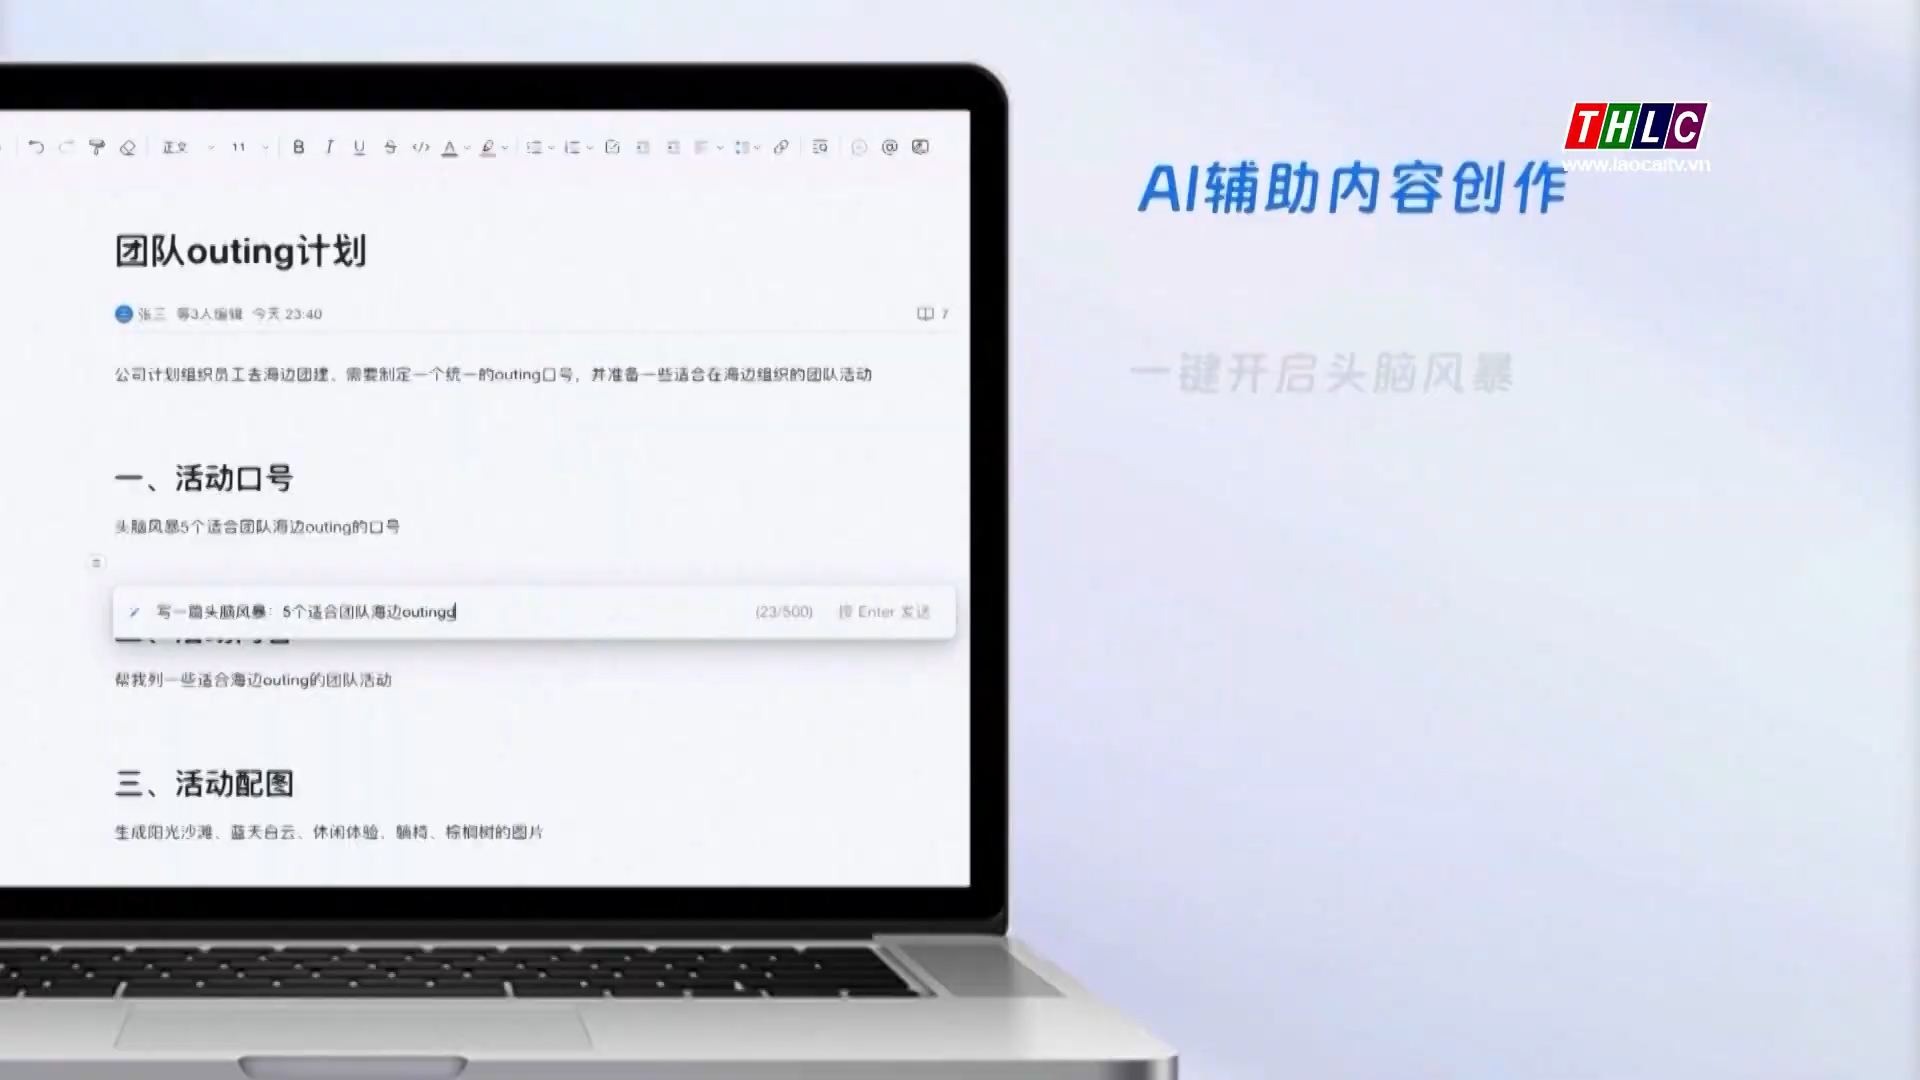 正文 11
团队outing计划
张三 等3人编辑 今天 23:40
7
公司计划组织员工去海边团建、需要制定一个统一的outing口号，并准备一些适合在海边组织的团队活动
一、活动口号
头脑风暴5个适合团队海边outing的口号
写一篇头脑风暴：5个适合团队海边outingd
(23/500) 按 Enter 发送
帮我列一些适合海边outing的团队活动
三、活动配图
生成阳光沙滩、蓝天白云、休闲体验、躺椅、棕榈树的图片
THLC
www.laocaitv.vn
AI辅助内容创作
一键开启头脑风暴